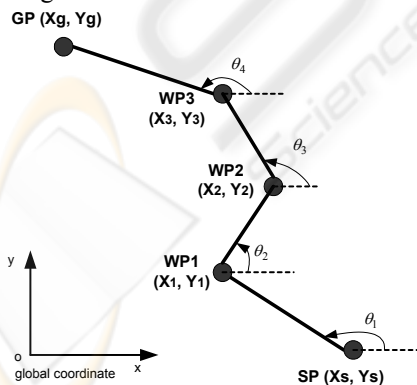 GP (Xg, Yg)
θ4
WP3
(X3, Y3)
θ3
WP2
(X2, Y2)
WP1
(X1, Y1)
θ2
y
θ1
o
x
global coordinate
SP (Xs, Ys)
Science